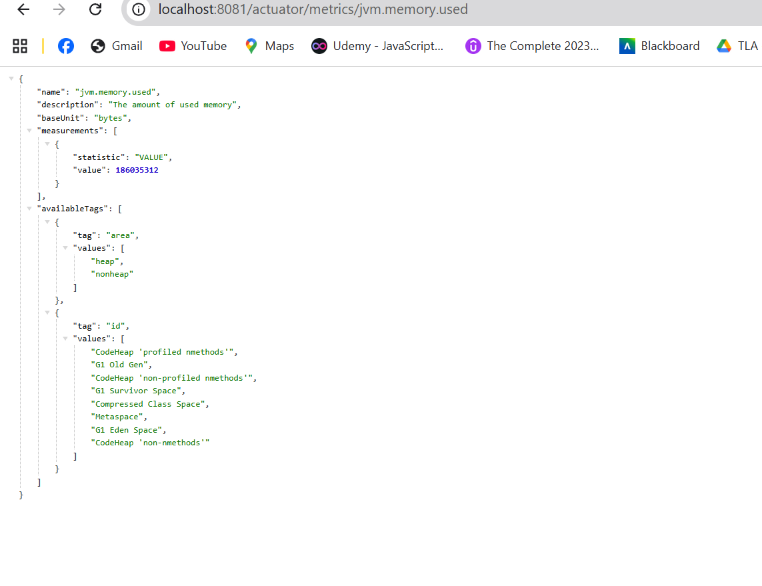 localhost:8081/actuator/metrics/jvm.memory.used
Gmail YouTube Maps Udemy - JavaScript... The Complete 2023... Blackboard TLA
{
"name": "jvm.memory.used",
"description": "The amount of used memory",
"baseUnit": "bytes",
"measurements": [
{
"statistic": "VALUE",
"value": 186035312
}
],
"availableTags": [
{
"tag": "area",
"values": [
"heap",
"nonheap"
]
},
{
"tag": "id",
"values": [
"CodeHeap 'profiled nmethods'",
"G1 Old Gen",
"CodeHeap 'non-profiled nmethods'",
"G1 Survivor Space",
"Compressed Class Space",
"Metaspace",
"G1 Eden Space",
"CodeHeap 'non-nmethods'"
]
}
]
}